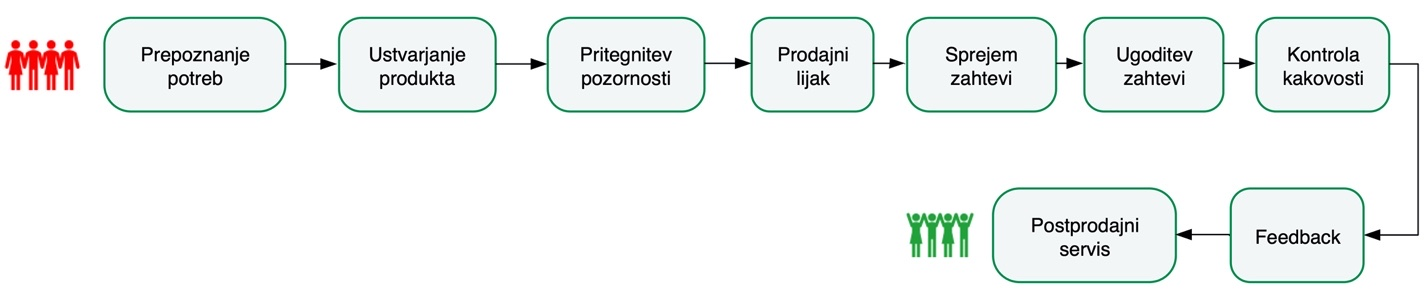 Prepoznanje
potreb
Ustvarjanje
produkta
Pritegnitev
pozornosti
Prodajni
lijak
Sprejem
zahtevi
Ugoditev
zahtevi
Kontrola
kakovosti
Feedback
Postprodajni
servis